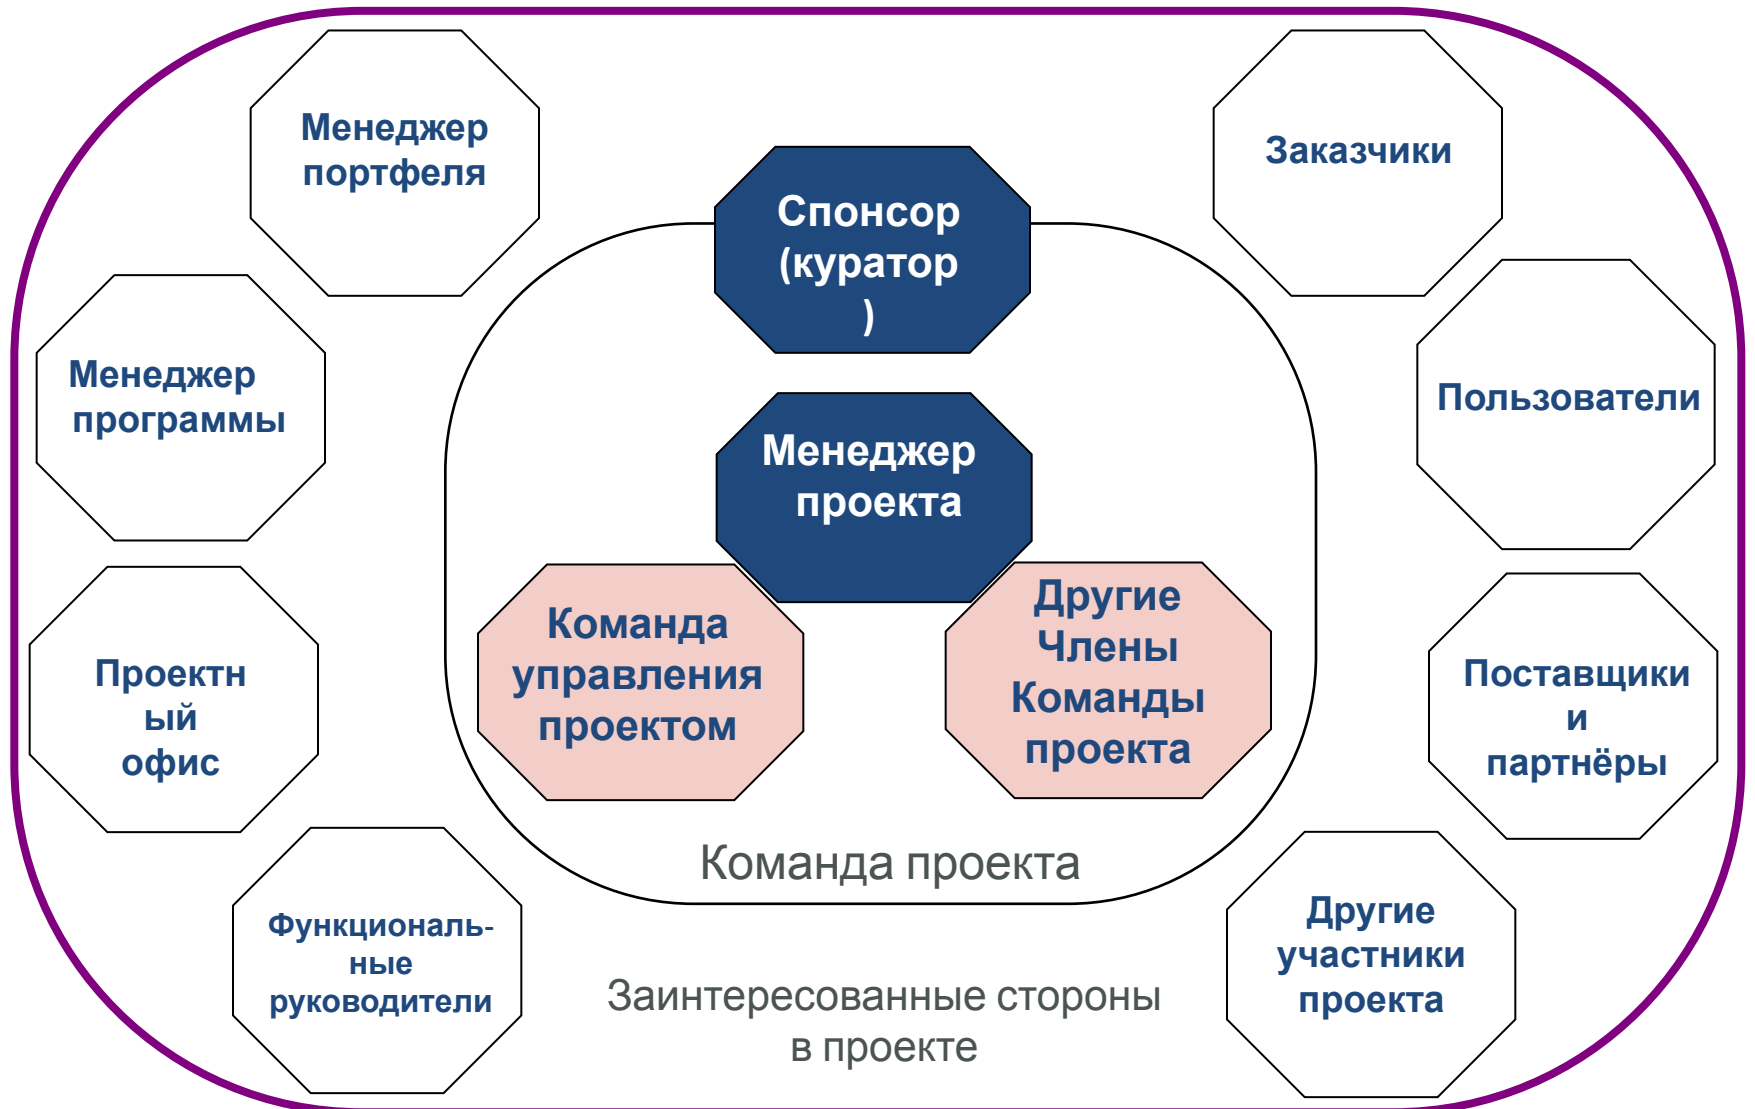 Менеджер
портфеля
Заказчики
Спонсор
(куратор
)
Менеджер
программы
Пользователи
Менеджер
проекта
Команда
управления
проектом
Другие
Члены
Команды
проекта
Проектн
ый
офис
Поставщики
и
партнёры
Команда проекта
Функциональ-
ные
руководители
Другие
участники
проекта
Заинтересованные стороны
в проекте